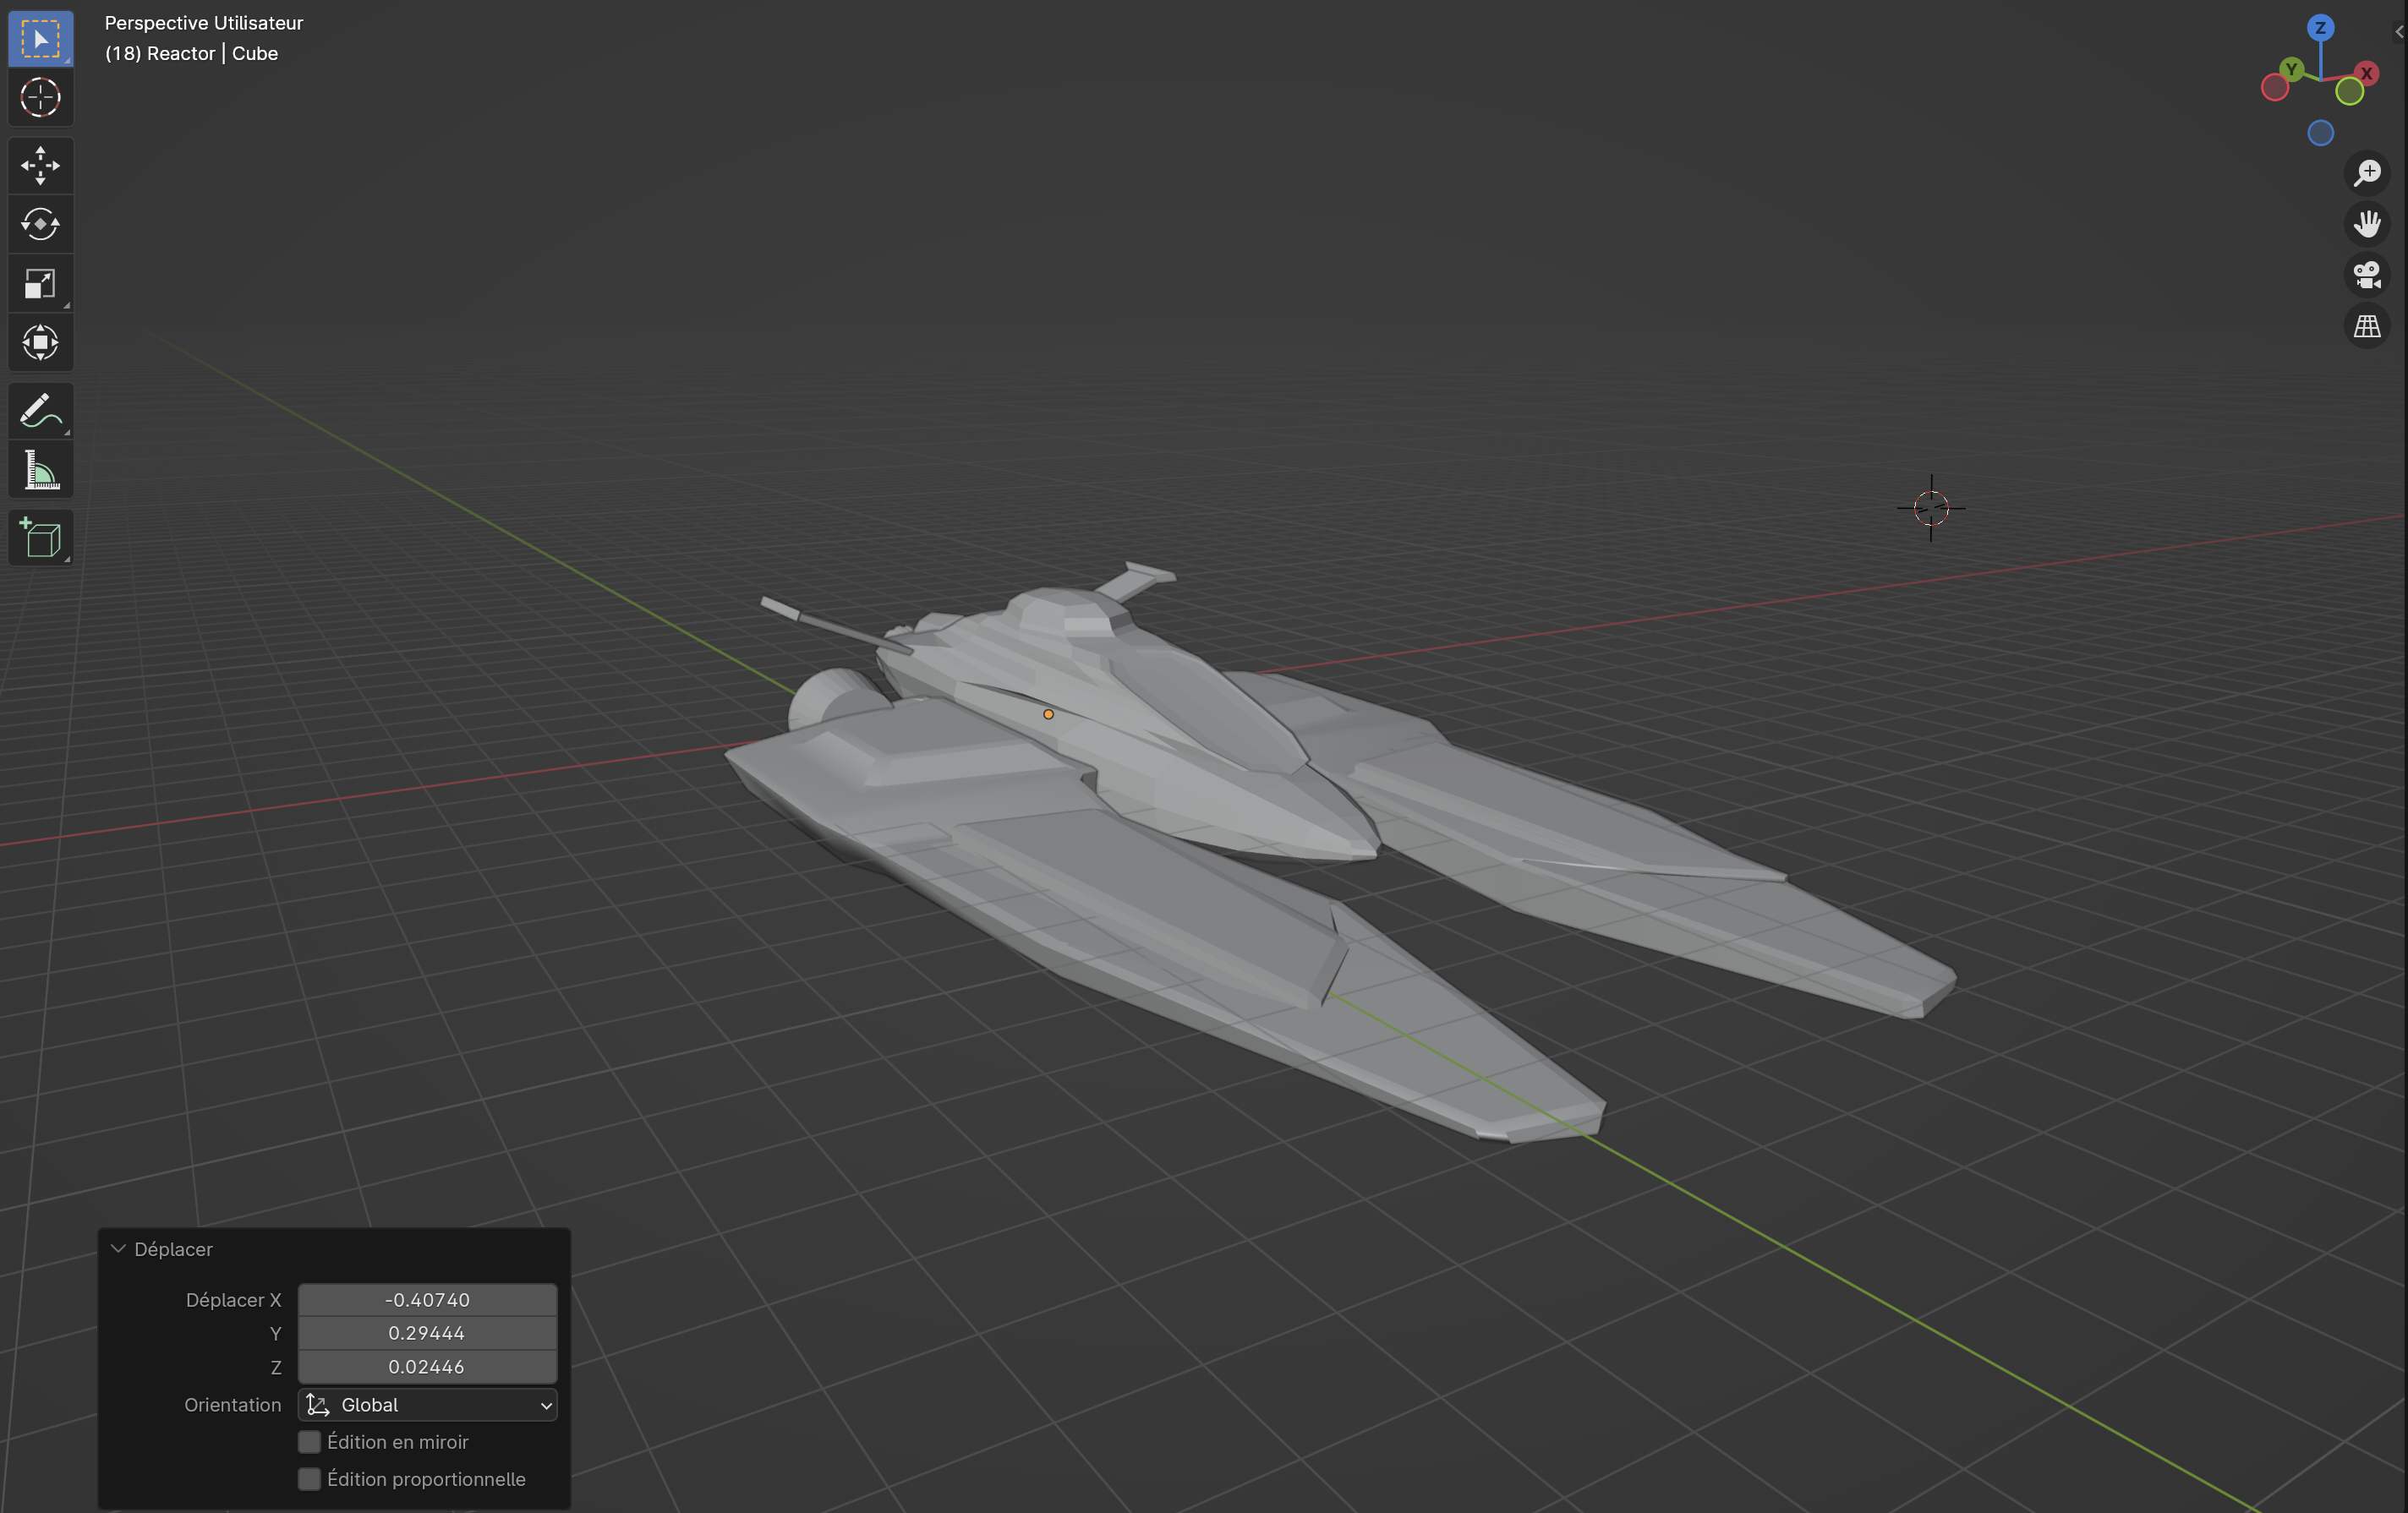 Perspective Utilisateur
(18) Reactor | Cube
Z
Y
X
Déplacer
Déplacer X -0.40740
Y 0.29444
Z 0.02446
Orientation Global
Édition en miroir
Édition proportionnelle